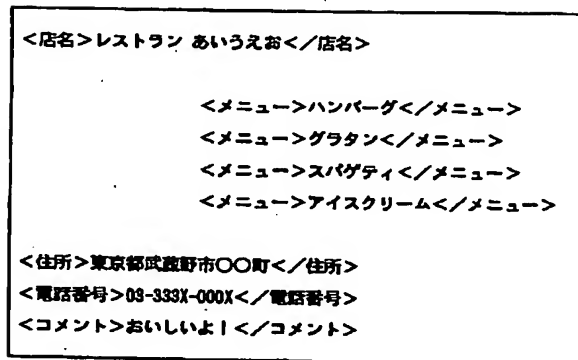 <店名>レストラン あいうえお<／店名>
<メニュー>ハンバーグ<／メニュー>
<メニュー>グラタン<／メニュー>
<メニュー>スパゲティ<／メニュー>
<メニュー>アイスクリーム<／メニュー>
<住所>東京都武蔵野市〇〇町<／住所>
<電話番号>03-333X-000X<／電話番号>
<コメント>おいしいよ！<／コメント>